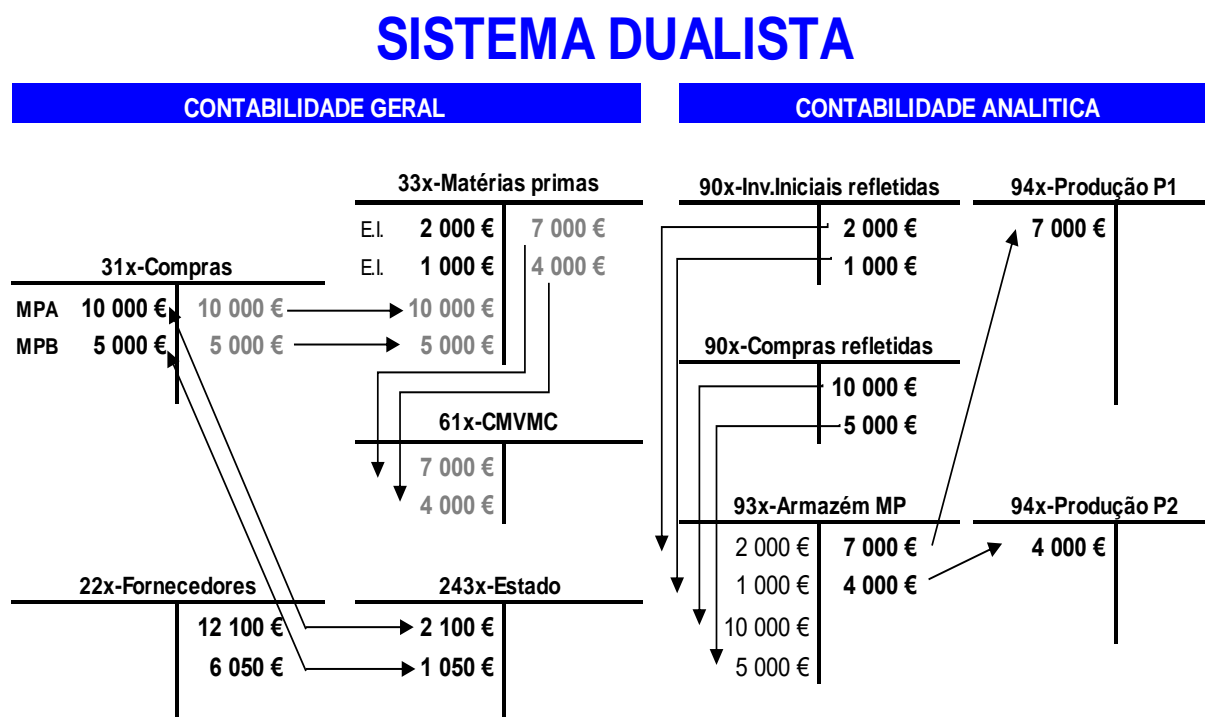 SISTEMA DUALISTA
CONTABILIDADE GERAL
CONTABILIDADE ANALITICA
33x-Matérias primas
E.I. 2 000 € 7 000 €
E.I. 1 000 € 4 000 €
10 000 €
5 000 €
31x-Compras
MPA 10 000 € 10 000 €
MPB 5 000 € 5 000 €
61x-CMVMC
7 000 €
4 000 €
22x-Fornecedores
12 100 €
6 050 €
243x-Estado
2 100 €
1 050 €
90x-Inv.Iniciais refletidas
2 000 €
1 000 €
94x-Produção P1
7 000 €
90x-Compras refletidas
10 000 €
5 000 €
93x-Armazém MP
2 000 € 7 000 €
1 000 € 4 000 €
10 000 €
5 000 €
94x-Produção P2
4 000 €